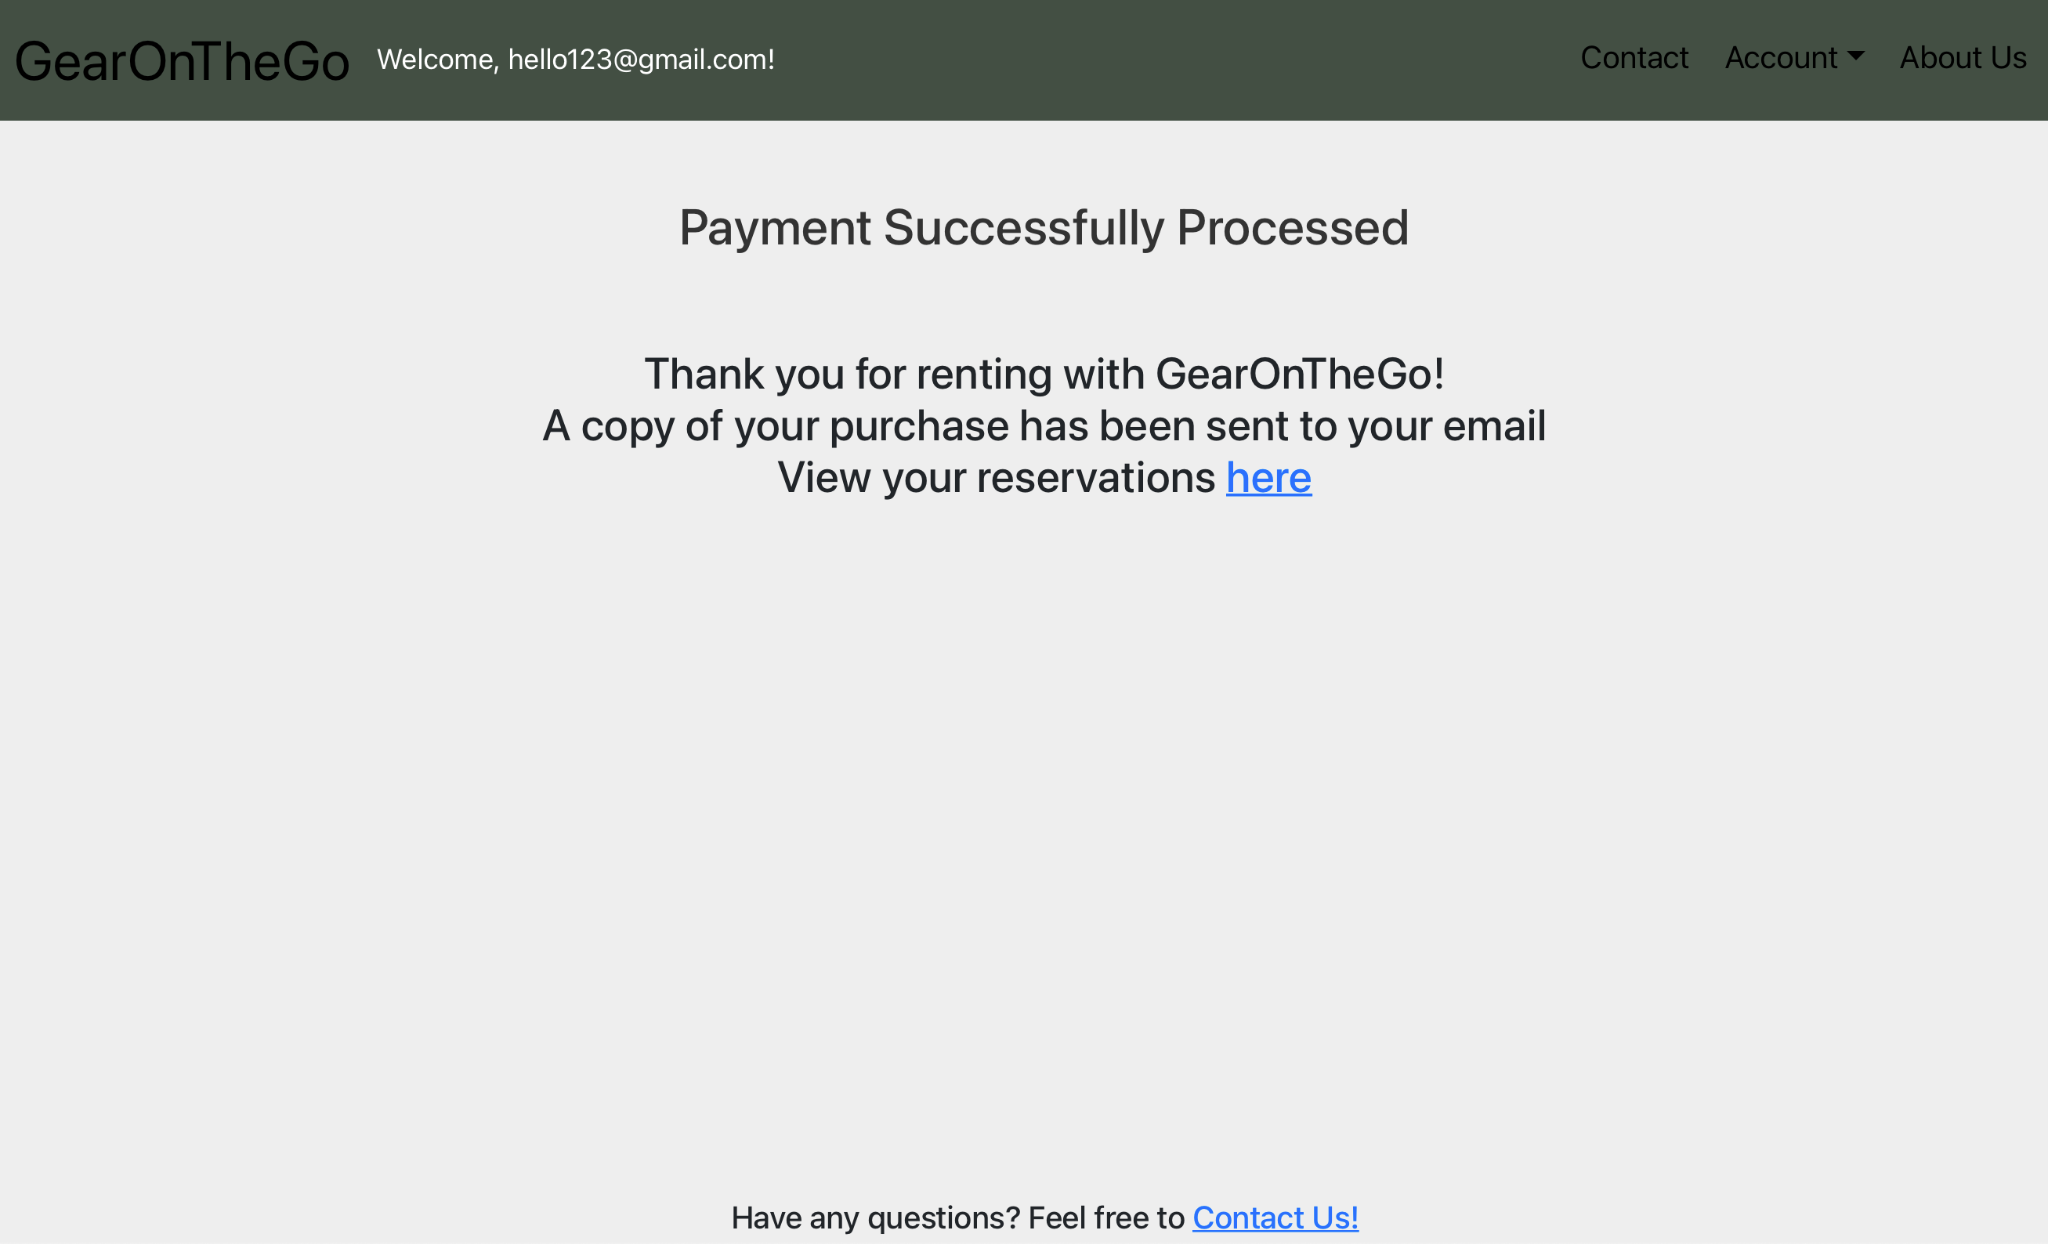 GearOnTheGo Welcome, hello123@gmail.com! Contact Account About Us
Payment Successfully Processed
Thank you for renting with GearOnTheGo!
A copy of your purchase has been sent to your email
View your reservations here
Have any questions? Feel free to Contact Us!